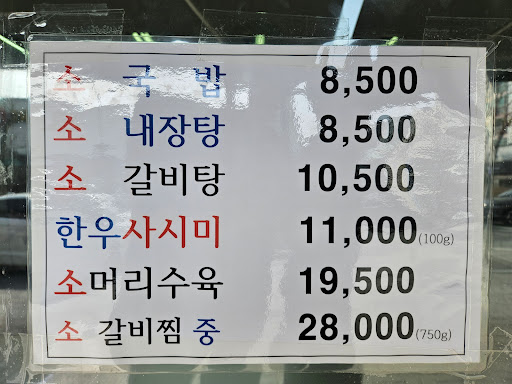 소 국밥 8,500
소 내장탕 8,500
소 갈비탕 10,500
한우사시미 11,000(100g)
소머리수육 19,500
소 갈비찜 중 28,000(750g)